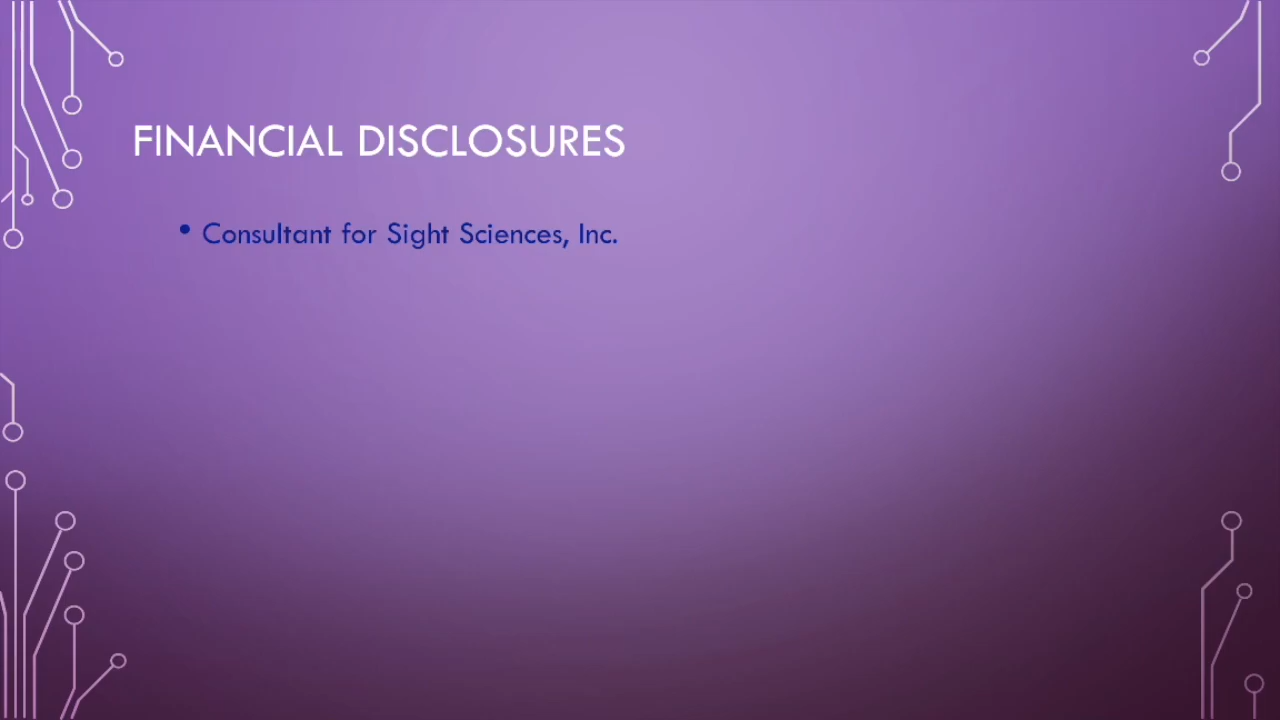 FINANCIAL DISCLOSURES
• Consultant for Sight Sciences, Inc.